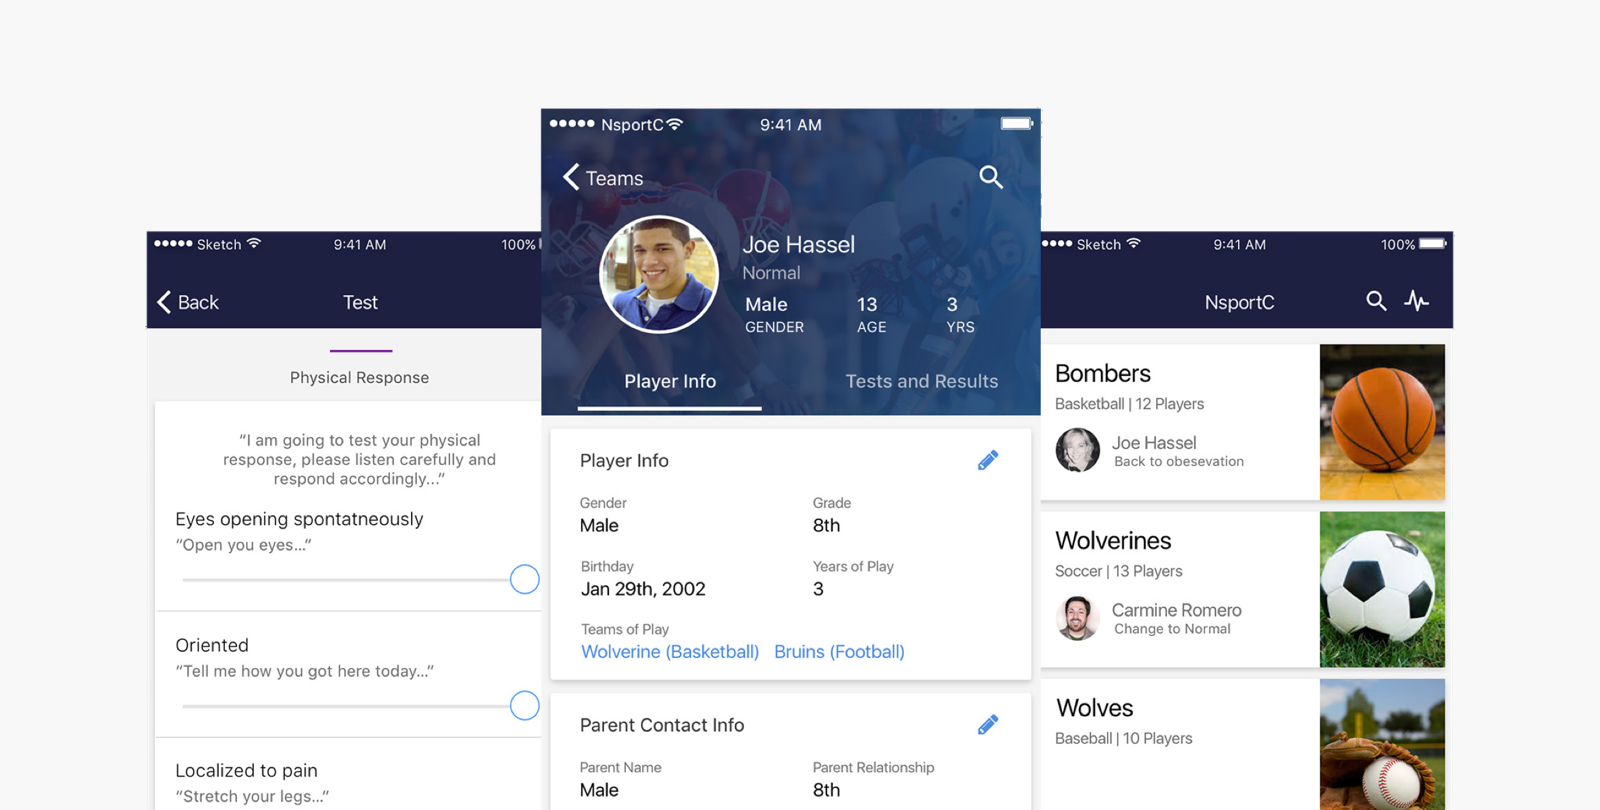 Sketch
9:41 AM
100%
Back
Test
Physical Response
“I am going to test your physical
response, please listen carefully and
respond accordingly...”
Eyes opening spontatneously
“Open you eyes...”
Oriented
“Tell me how you got here today...”
Localized to pain
“Stretch your legs...”
NsportC
9:41 AM
Teams
Joe Hassel
Normal
Male 13 3
GENDER AGE YRS
Player Info Tests and Results
Player Info
Gender Grade
Male 8th
Birthday Years of Play
Jan 29th, 2002 3
Teams of Play
Wolverine (Basketball) Bruins (Football)
Parent Contact Info
Parent Name Parent Relationship
Male 8th
Sketch
9:41 AM
100%
NsportC
Bombers
Basketball | 12 Players
Joe Hassel
Back to obesevation
Wolverines
Soccer | 13 Players
Carmine Romero
Change to Normal
Wolves
Baseball | 10 Players